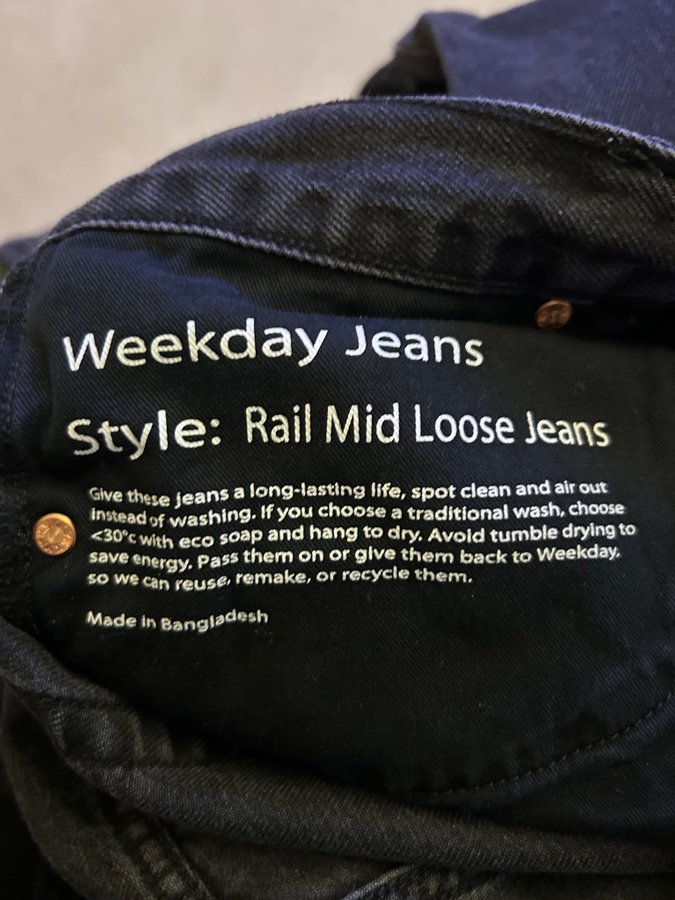 Weekday Jeans
Style: Rail Mid Loose Jeans
Give these jeans a long-lasting life, spot clean and air out
instead of washing. If you choose a traditional wash, choose
<30°c with eco soap and hang to dry. Avoid tumble drying to
save energy. Pass them on or give them back to Weekday,
so we can reuse, remake, or recycle them.
Made in Bangladesh